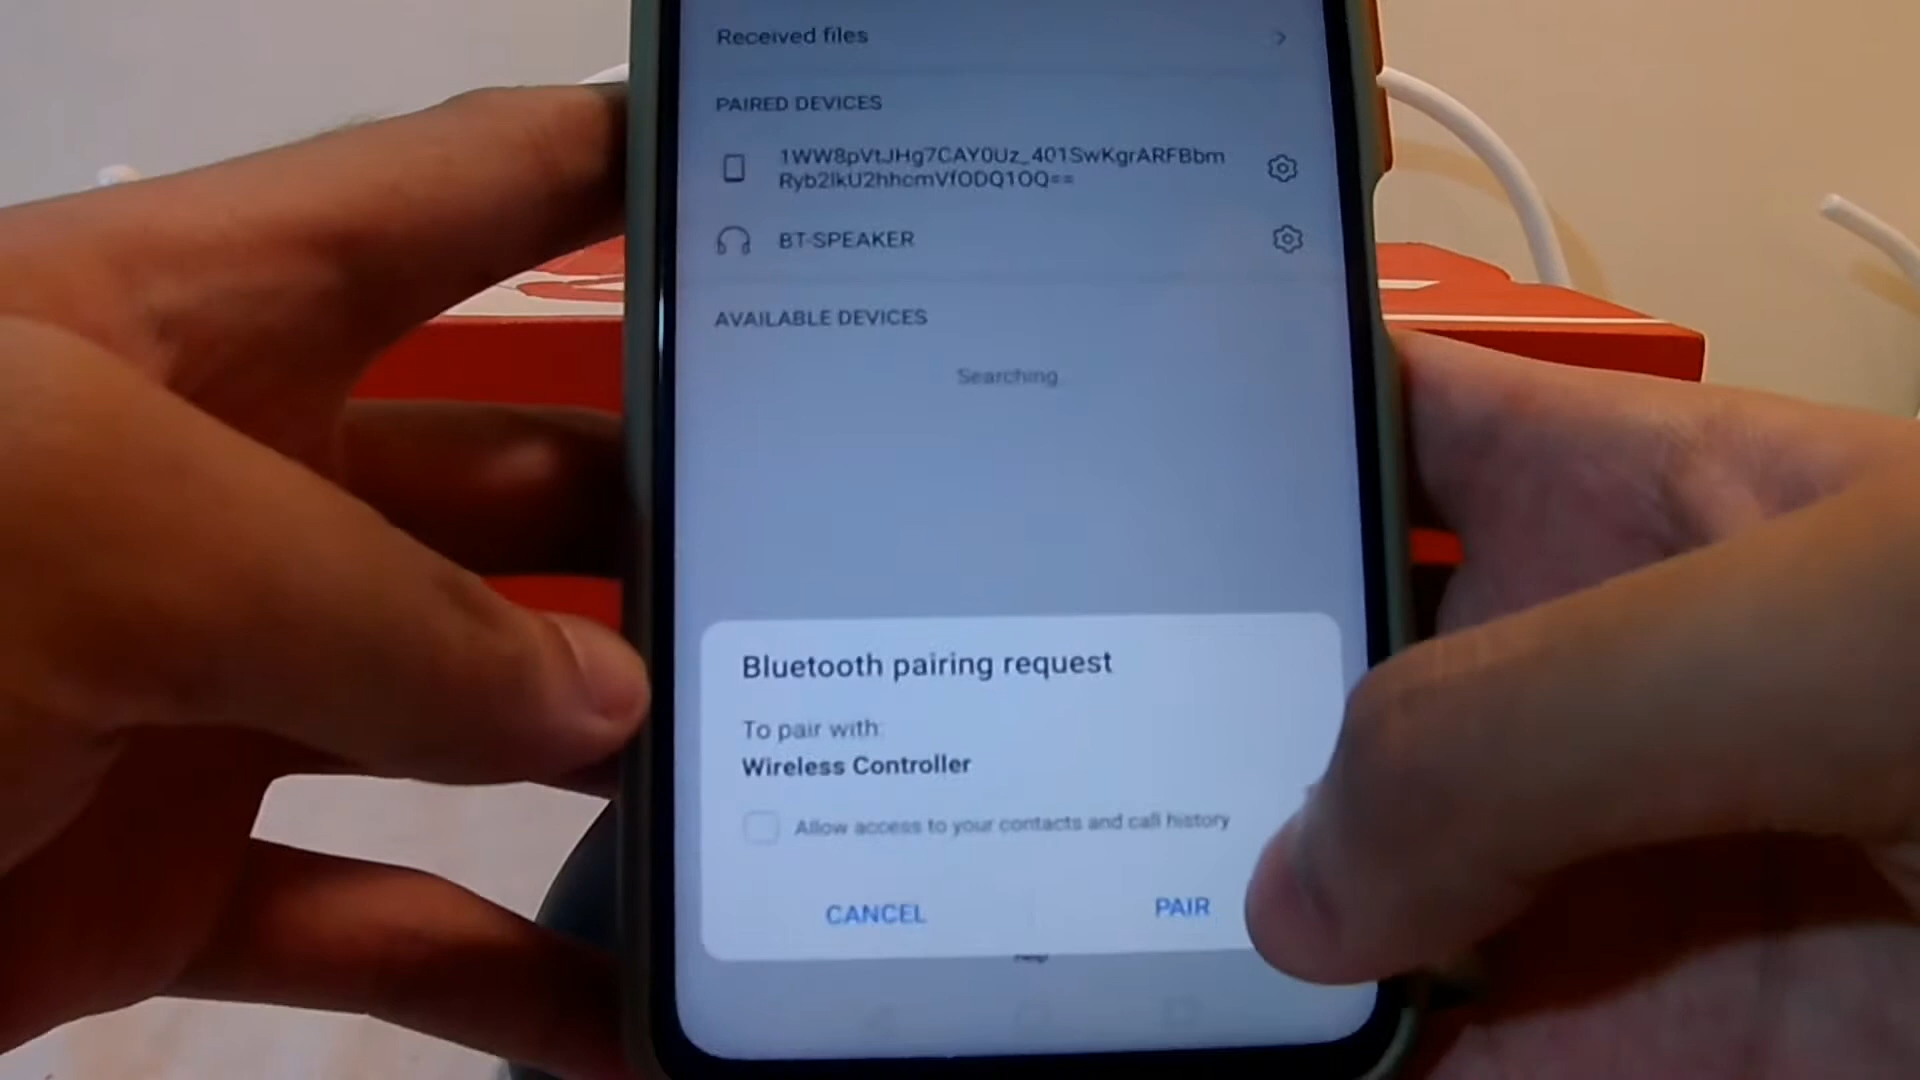 Received files
PAIRED DEVICES
1WW8pVtJHg7CAY0Uz_401SwKgrARFBbm
Ryb2lkU2hhcmVfODQ1OQ==
BT-SPEAKER
AVAILABLE DEVICES
Searching
Bluetooth pairing request
To pair with:
Wireless Controller
Allow access to your contacts and call history
CANCEL
PAIR